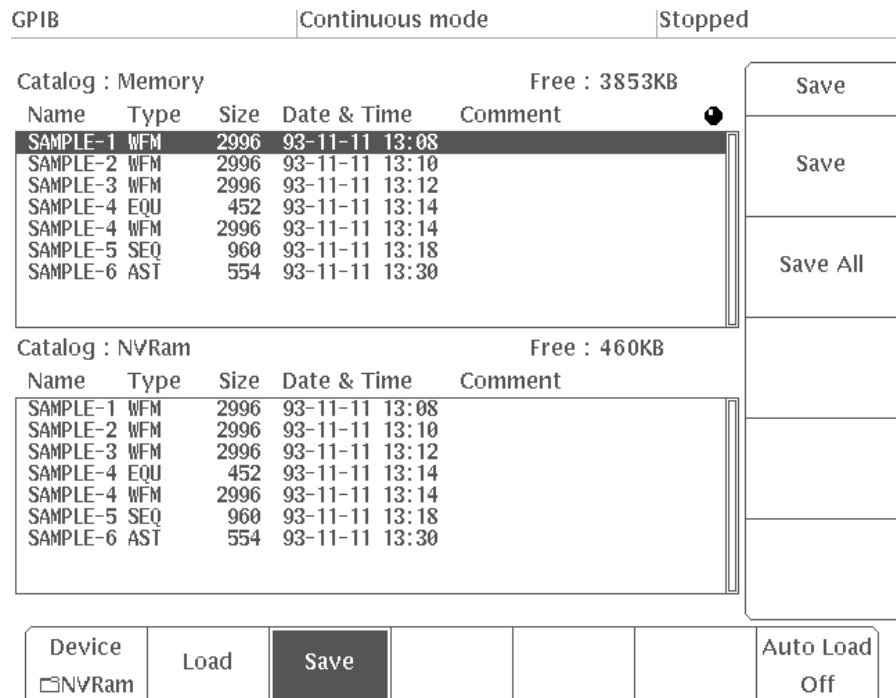 GPIB Continuous mode Stopped
Catalog : Memory Free : 3853KB
Name Type Size Date & Time Comment
SAMPLE-1 WFM 2996 93-11-11 13:08
SAMPLE-2 WFM 2996 93-11-11 13:10
SAMPLE-3 WFM 2996 93-11-11 13:12
SAMPLE-4 EQU 452 93-11-11 13:14
SAMPLE-4 WFM 2996 93-11-11 13:14
SAMPLE-5 SEQ 960 93-11-11 13:18
SAMPLE-6 AST 554 93-11-11 13:30
Catalog : NVRam Free : 460KB
Name Type Size Date & Time Comment
SAMPLE-1 WFM 2996 93-11-11 13:08
SAMPLE-2 WFM 2996 93-11-11 13:10
SAMPLE-3 WFM 2996 93-11-11 13:12
SAMPLE-4 EQU 452 93-11-11 13:14
SAMPLE-4 WFM 2996 93-11-11 13:14
SAMPLE-5 SEQ 960 93-11-11 13:18
SAMPLE-6 AST 554 93-11-11 13:30
Save
Save
Save All
Device
NVRam
Load
Save
Auto Load
Off